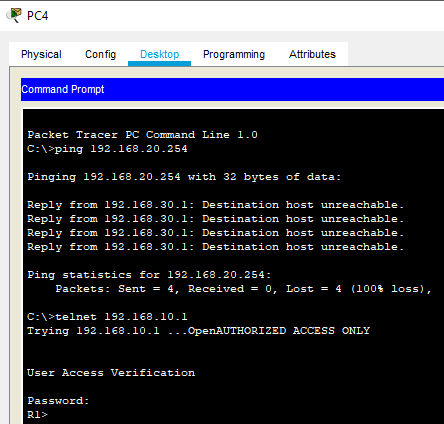 PC4
Physical Config Desktop Programming Attributes
Command Prompt
Packet Tracer PC Command Line 1.0
C:\>ping 192.168.20.254
Pinging 192.168.20.254 with 32 bytes of data:
Reply from 192.168.30.1: Destination host unreachable.
Reply from 192.168.30.1: Destination host unreachable.
Reply from 192.168.30.1: Destination host unreachable.
Reply from 192.168.30.1: Destination host unreachable.
Ping statistics for 192.168.20.254:
Packets: Sent = 4, Received = 0, Lost = 4 (100% loss),
C:\>telnet 192.168.10.1
Trying 192.168.10.1 ...OpenAUTHORIZED ACCESS ONLY
User Access Verification
Password:
R1>